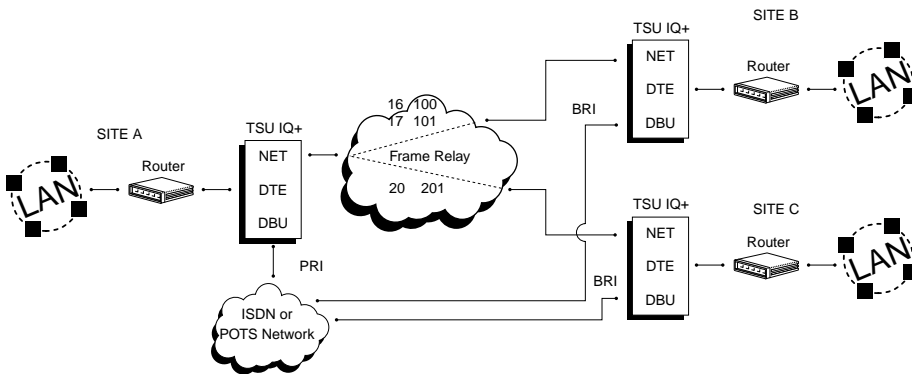 SITE B
TSU IQ+
NET
DTE
DBU
Router
LAN
BRI
16 100
17 101
Frame Relay
20 201
SITE A
TSU IQ+
Router
NET
DTE
DBU
LAN
PRI
ISDN or
POTS Network
TSU IQ+
SITE C
NET
DTE
DBU
Router
LAN
BRI